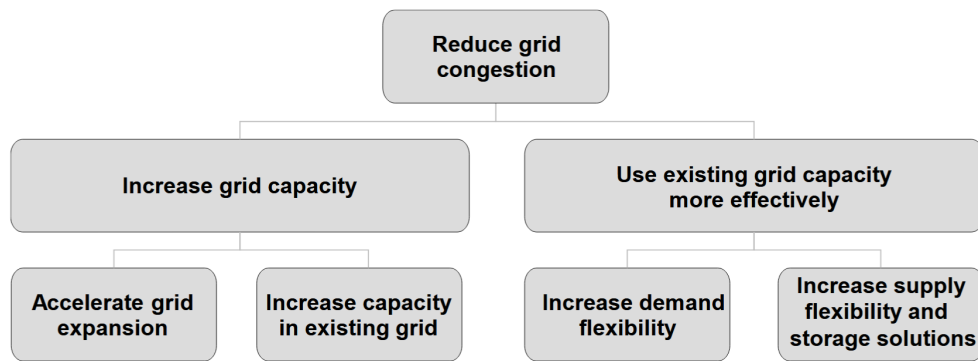 Reduce grid
congestion
Increase grid capacity
Use existing grid capacity
more effectively
Accelerate grid
expansion
Increase capacity
in existing grid
Increase demand
flexibility
Increase supply
flexibility and
storage solutions